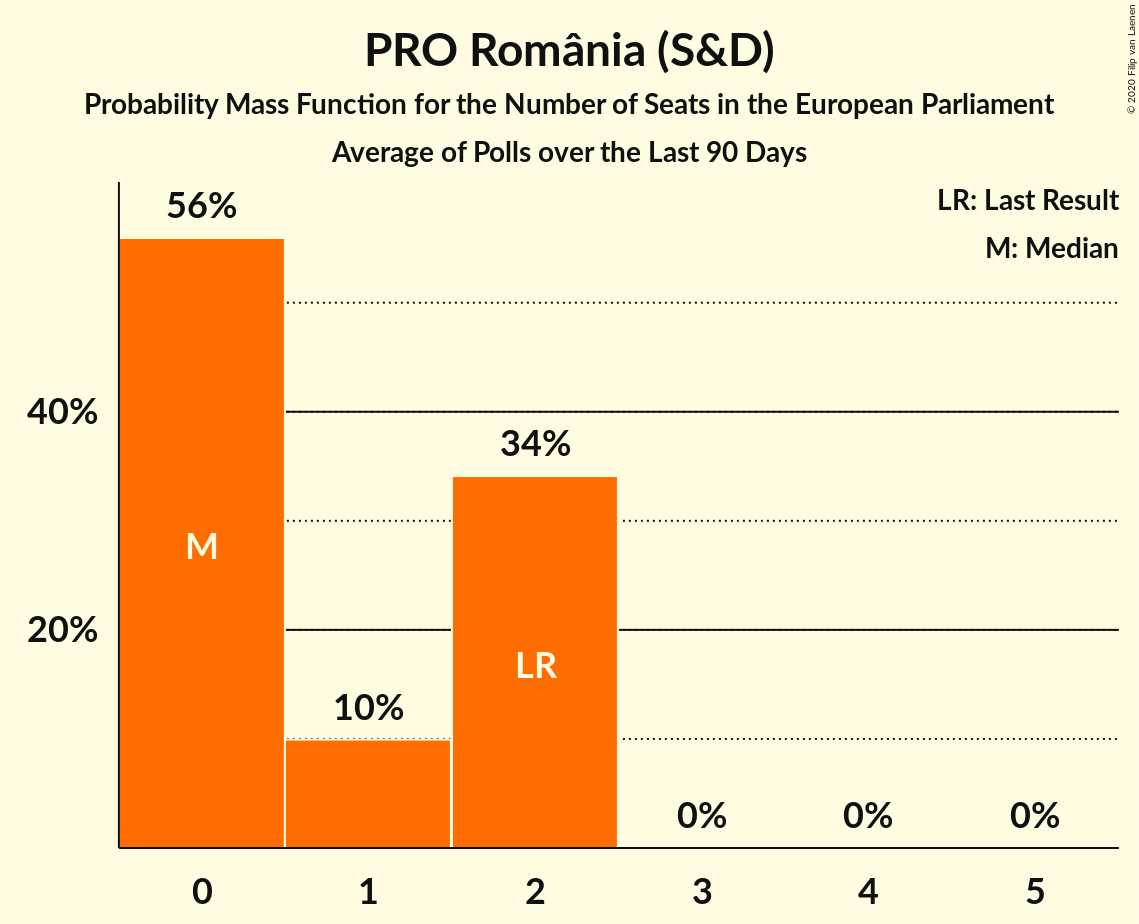 PRO România (S&D)
Probability Mass Function for the Number of Seats in the European Parliament
Average of Polls over the Last 90 Days
© 2020 Filip van Laenen
LR: Last Result
M: Median
56%
40%
34%
M
20%
LR
10%
0% 0% 0%
0 1 2 3 4 5